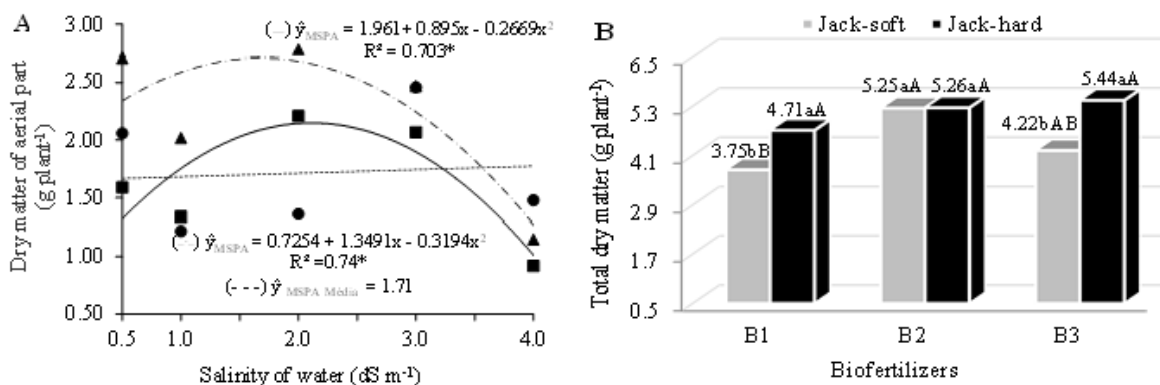 A
(–·–) ŷMSPA = 1.961 + 0.895x - 0.2669x²
R² = 0.703*
3.00
2.50
2.00
1.50
1.00
0.50
Dry matter of aerial part
(g plant-¹)
(—) ŷMSPA = 0.7254 + 1.3491x - 0.3194x²
R² =0.74*
(- - -) ŷ MSPA Média = 1.71
0.5 1.0 2.0 3.0 4.0
Salinity of water (dS m-¹)
B
Jack-soft Jack-hard
6.5
5.3
4.1
2.9
1.7
0.5
Total dry matter (g plant-¹)
3.75bB 4.71aA 5.25aA 5.26aA 4.22bAB 5.44aA
B1 B2 B3
Biofertilizers